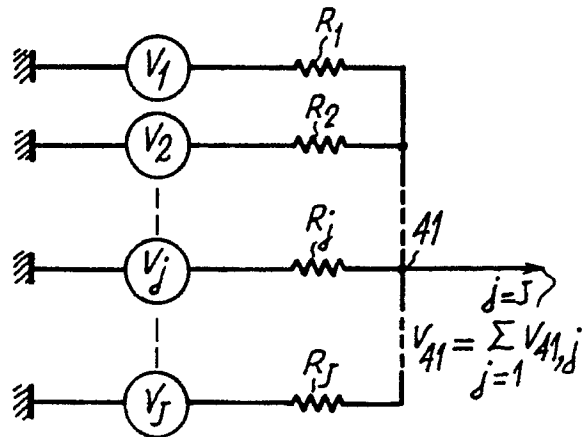 R1
V1
R2
V2
Rj
41
Vj
j=J
V41 = Σ V41,j
j=1
RJ
VJ